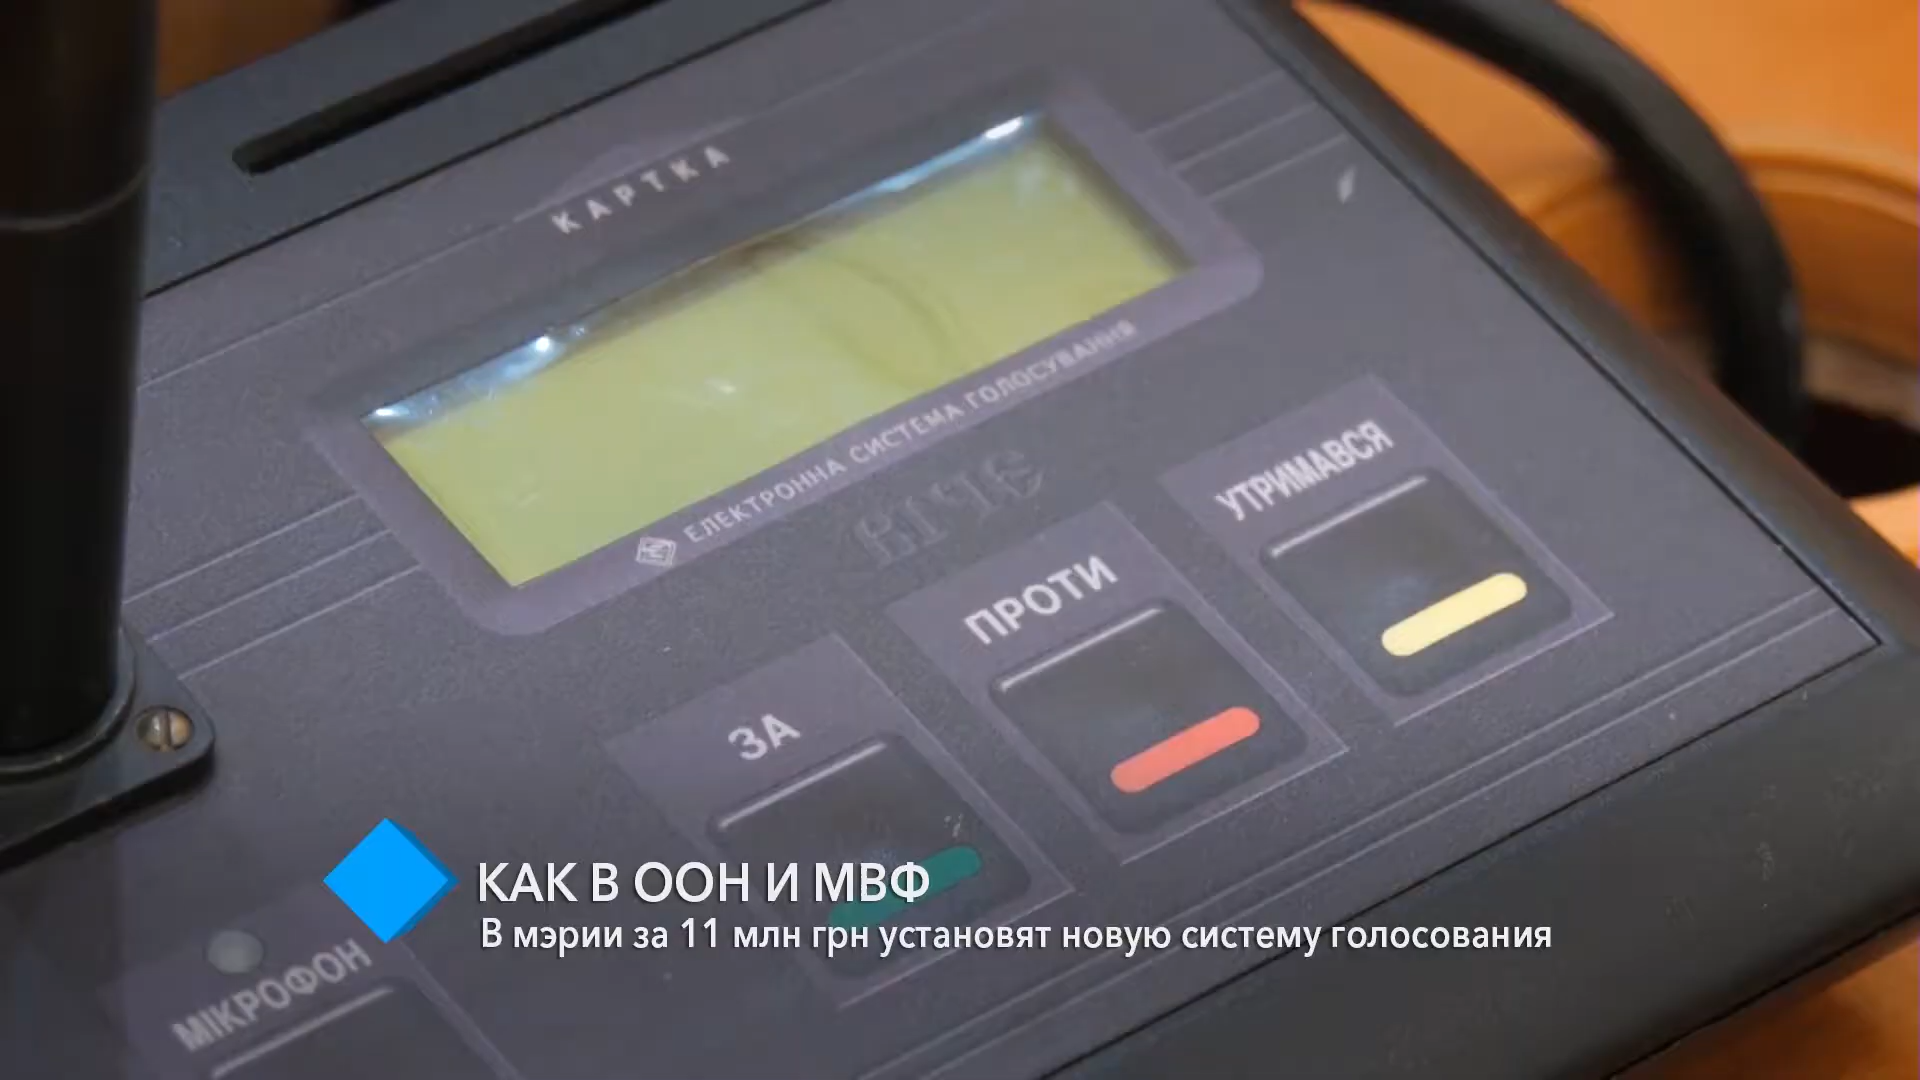 КАРТКА
ЕЛЕКТРОННА СИСТЕМА ГОЛОСУВАННЯ
УТРИМАВСЯ
ПРОТИ
ЗА
КАК В ООН И МВФ
В мэрии за 11 млн грн установят новую систему голосования
МІКРОФОН